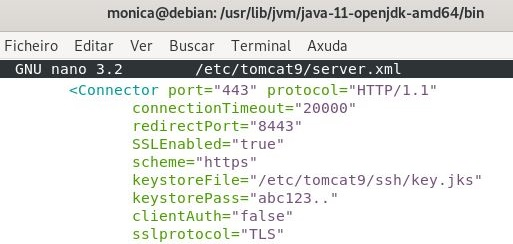 monica@debian: /usr/lib/jvm/java-11-openjdk-amd64/bin
Ficheiro Editar Ver Buscar Terminal Axuda
GNU nano 3.2 /etc/tomcat9/server.xml
<Connector port="443" protocol="HTTP/1.1"
connectionTimeout="20000"
redirectPort="8443"
SSLEnabled="true"
scheme="https"
keystoreFile="/etc/tomcat9/ssh/key.jks"
keystorePass="abc123.."
clientAuth="false"
sslprotocol="TLS"